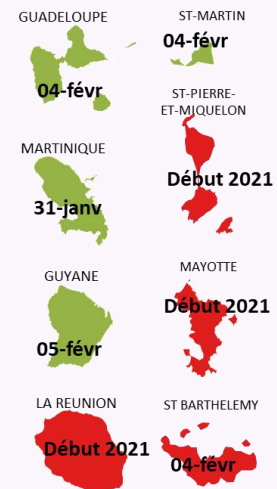 GUADELOUPE
04-févr
ST-MARTIN
04-févr
MARTINIQUE
31-janv
ST-PIERRE-
ET-MIQUELON
Début 2021
GUYANE
05-févr
MAYOTTE
Début 2021
LA REUNION
Début 2021
ST BARTHELEMY
04-févr